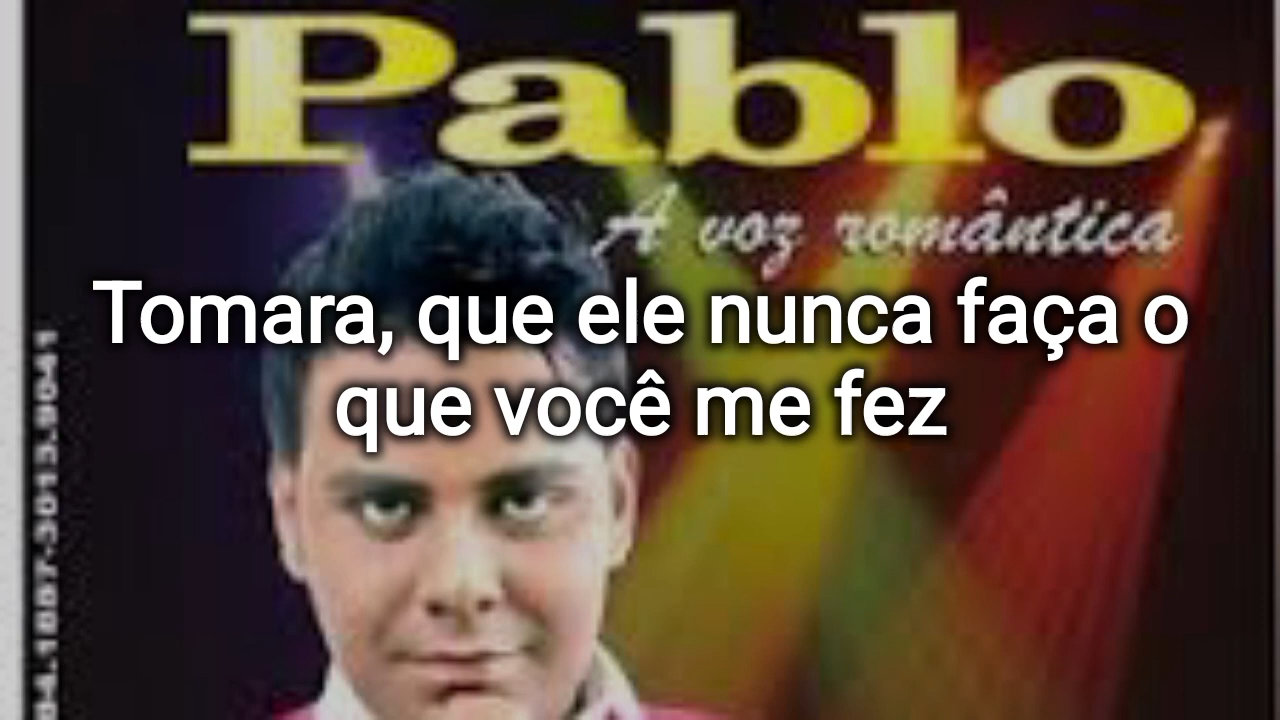 Pablo
A voz romântica
Tomara, que ele nunca faça o
que você me fez